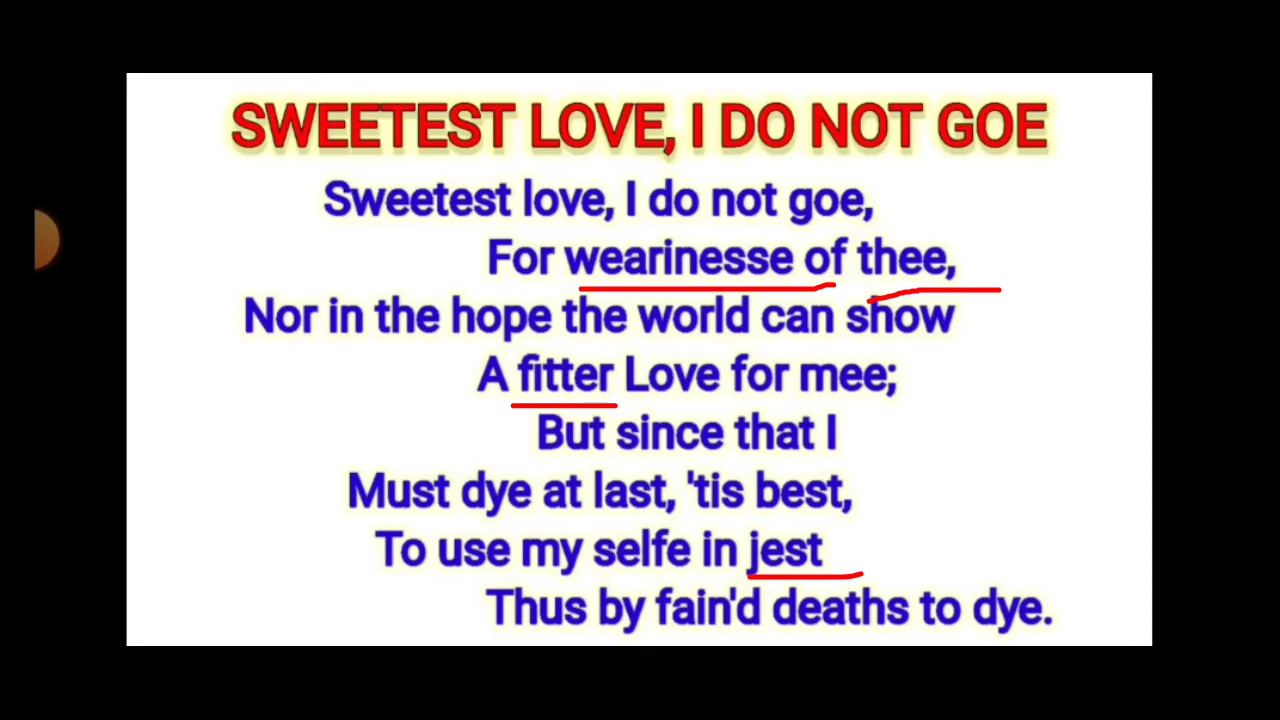 SWEETEST LOVE, I DO NOT GOE
Sweetest love, I do not goe,
For wearinesse of thee,
Nor in the hope the world can show
A fitter Love for mee;
But since that I
Must dye at last, 'tis best,
To use my selfe in jest
Thus by fain'd deaths to dye.